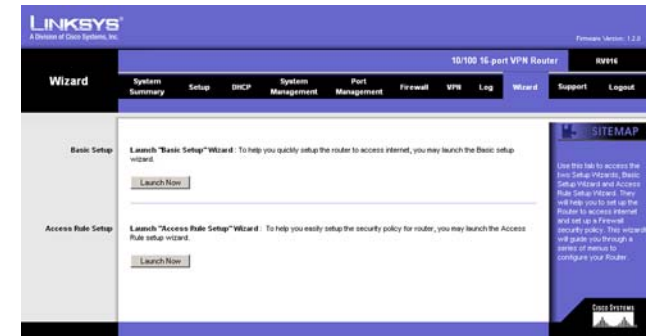 LINKSYS®
A Division of Cisco Systems, Inc.
Firmware Version: 1.2.8
10/100 16-port VPN Router
RV016
Wizard
System Summary
Setup
DHCP
System Management
Port Management
Firewall
VPN
Log
Wizard
Support
Logout
Basic Setup
Launch "Basic Setup" Wizard : To help you quickly setup the router to access internet, you may launch the Basic setup
wizard.
Launch Now
Access Rule Setup
Launch "Access Rule Setup" Wizard : To help you easily setup the security policy for router, you may launch the Access
Rule setup wizard.
Launch Now
SITEMAP
Use this tab to access the
two Setup Wizards, Basic
Setup Wizard and Access
Rule Setup Wizard. They
will help you to set up the
Router to access internet
and set up a Firewall
security policy. This wizard
will guide you through a
series of menus to
configure your Router.
CISCO SYSTEMS